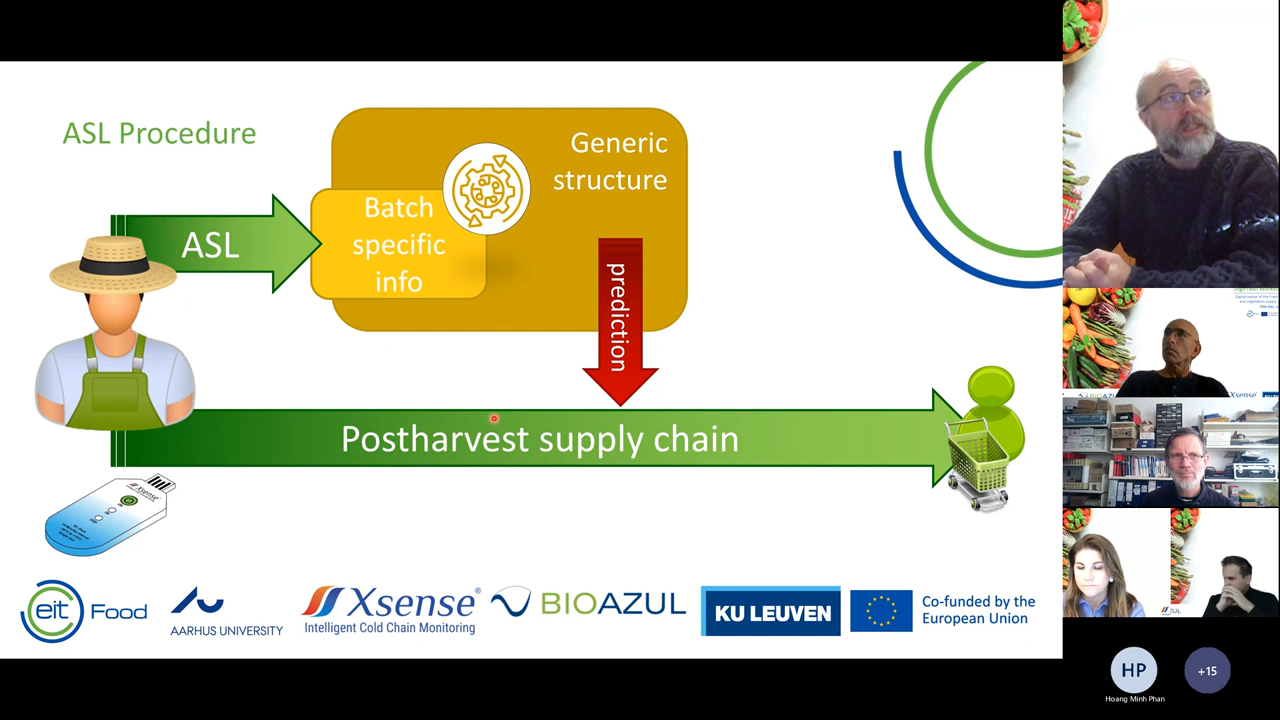 ASL Procedure
Generic
structure
Batch
specific
info
ASL
prediction
Postharvest supply chain
Xsense
eit Food
AARHUS UNIVERSITY
Xsense®
Intelligent Cold Chain Monitoring
BIOAZUL
KU LEUVEN
Co-funded by the
European Union
HP
Hoang Minh Phan
+15